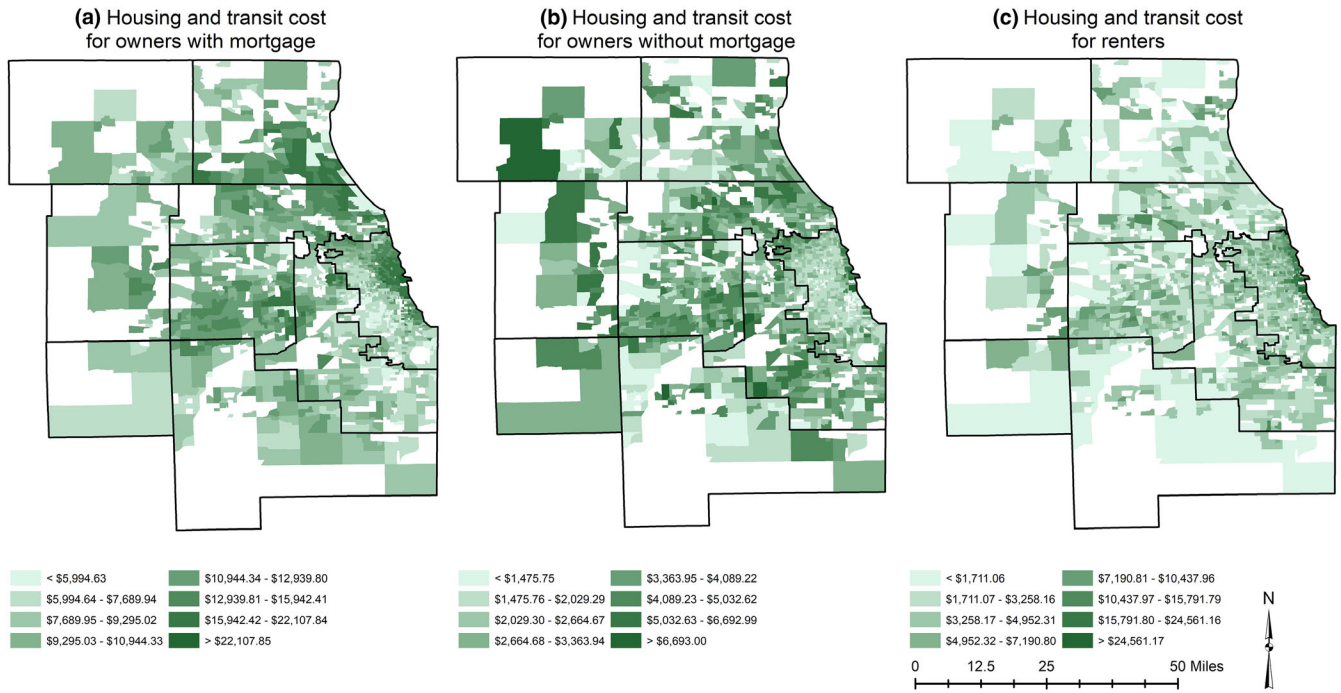 (a) Housing and transit cost
for owners with mortgage
(b) Housing and transit cost
for owners without mortgage
(c) Housing and transit cost
for renters
< $5,994.63
$5,994.64 - $7,689.94
$7,689.95 - $9,295.02
$9,295.03 - $10,944.33
$10,944.34 - $12,939.80
$12,939.81 - $15,942.41
$15,942.42 - $22,107.84
> $22,107.85
< $1,475.75
$1,475.76 - $2,029.29
$2,029.30 - $2,664.67
$2,664.68 - $3,363.94
$3,363.95 - $4,089.22
$4,089.23 - $5,032.62
$5,032.63 - $6,692.99
> $6,693.00
< $1,711.06
$1,711.07 - $3,258.16
$3,258.17 - $4,952.31
$4,952.32 - $7,190.80
$7,190.81 - $10,437.96
$10,437.97 - $15,791.79
$15,791.80 - $24,561.16
> $24,561.17
N
0 12.5 25 50 Miles